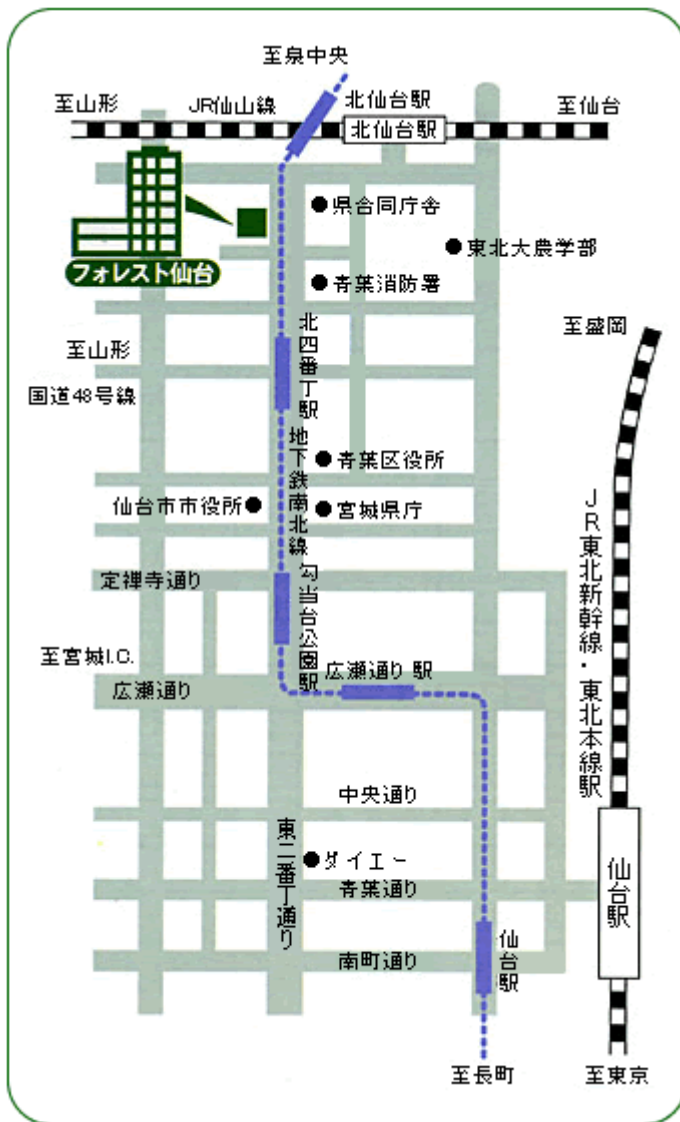 至泉中央
至山形
JR仙山線
北仙台駅
至仙台
北仙台駅
県合同庁舎
東北大農学部
フォレスト仙台
青葉消防署
至盛岡
至山形
北四番丁駅
国道48号線
地下鉄南北線
青葉区役所
仙台市市役所
宮城県庁
JR東北新幹線・東北本線駅
定禅寺通り
勾当台公園駅
至宮城I.C.
広瀬通り 駅
広瀬通り
中央通り
東二番丁通り
ダイエー
仙台駅
青葉通り
仙台駅
南町通り
至長町
至東京